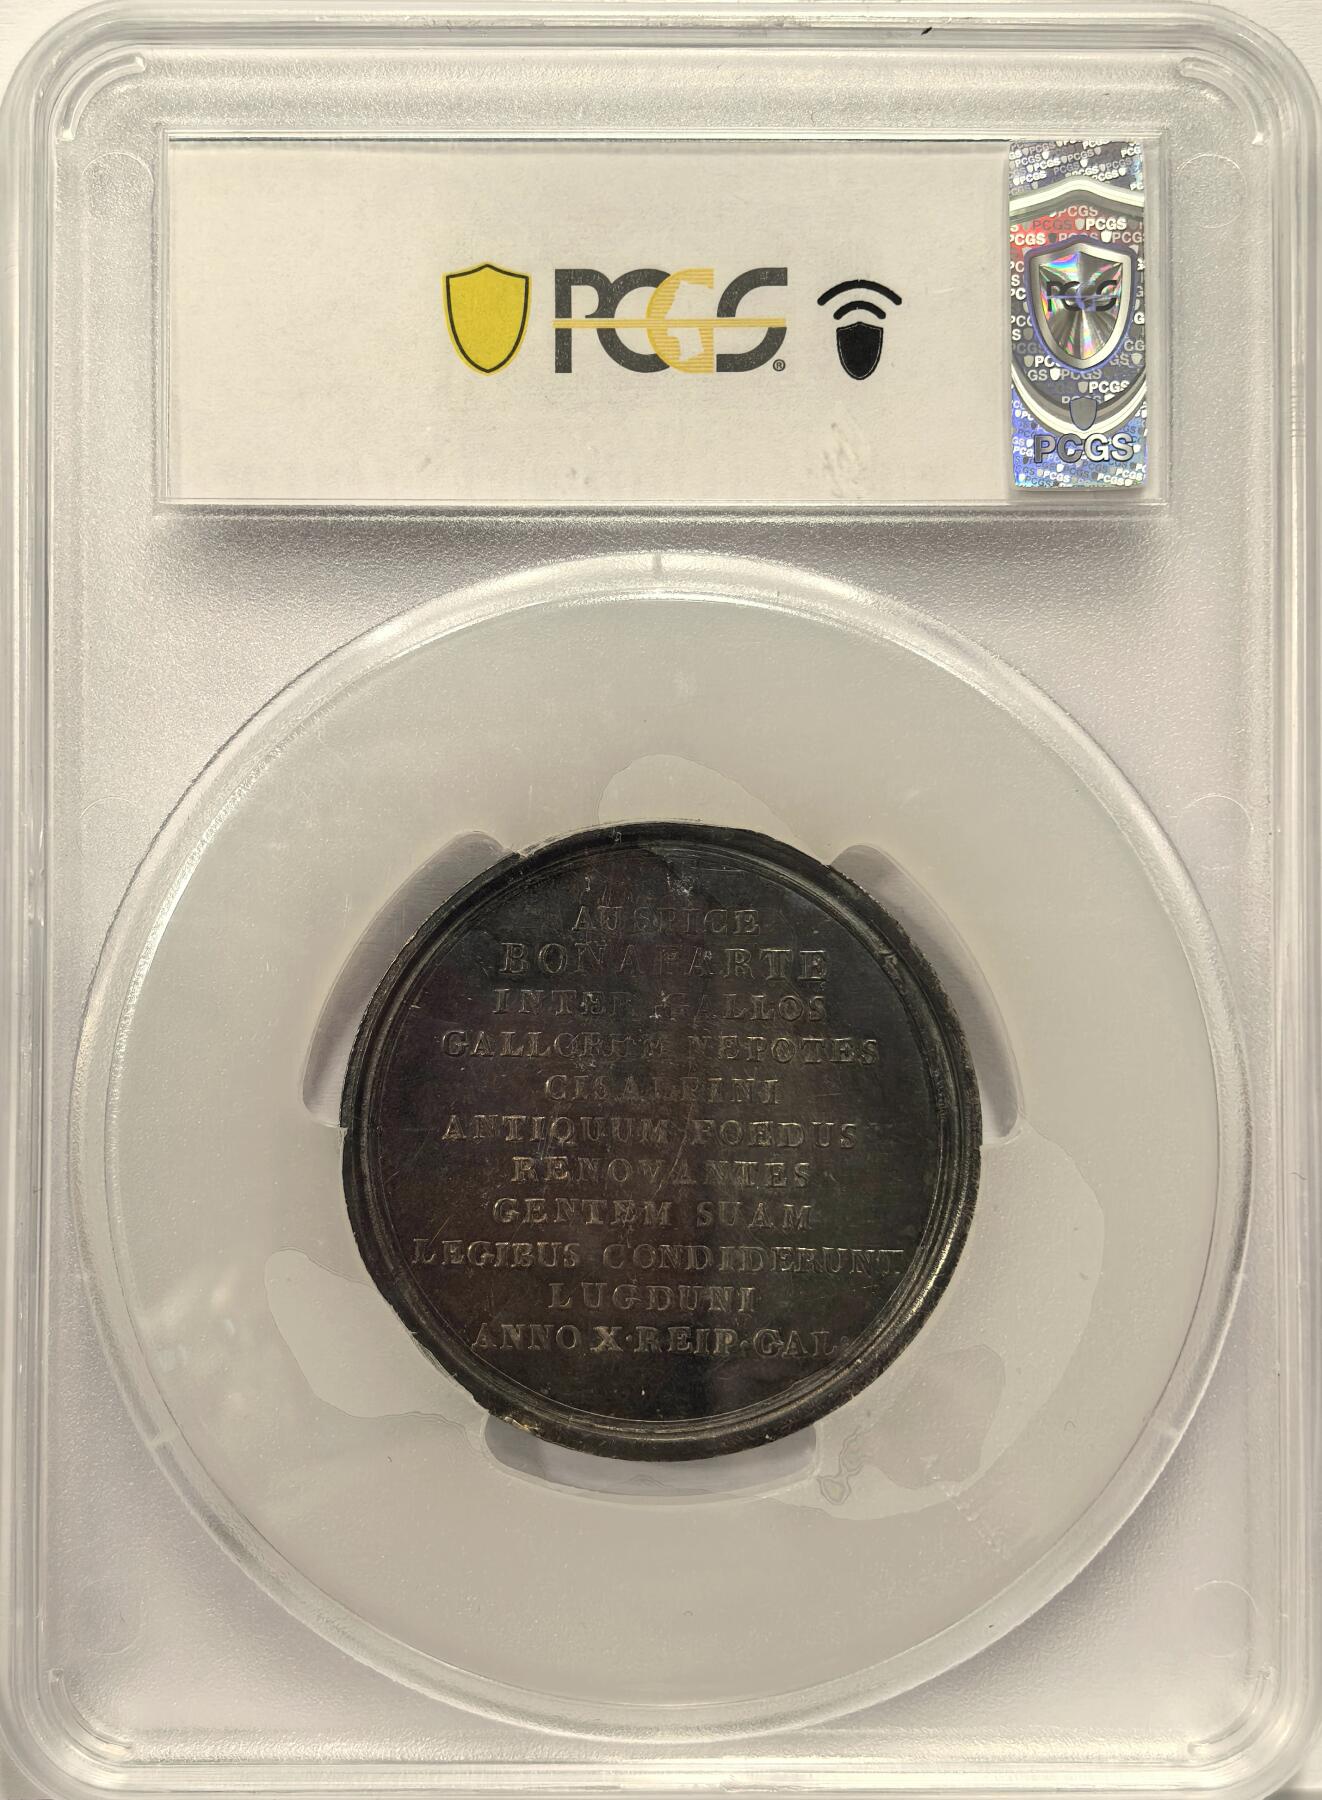 PCGS®
PCGS
PCGS
AUSPICE
BONAPARTE
INTER GALLOS
GALLORUM NEPOTES
CISALPINI
ANTIQUUM FOEDUS
RENOVANTES
GENTEM SUAM
LEGIBUS CONDIDERUNT
LUGDUNI
ANNO X·REIP·GAL·